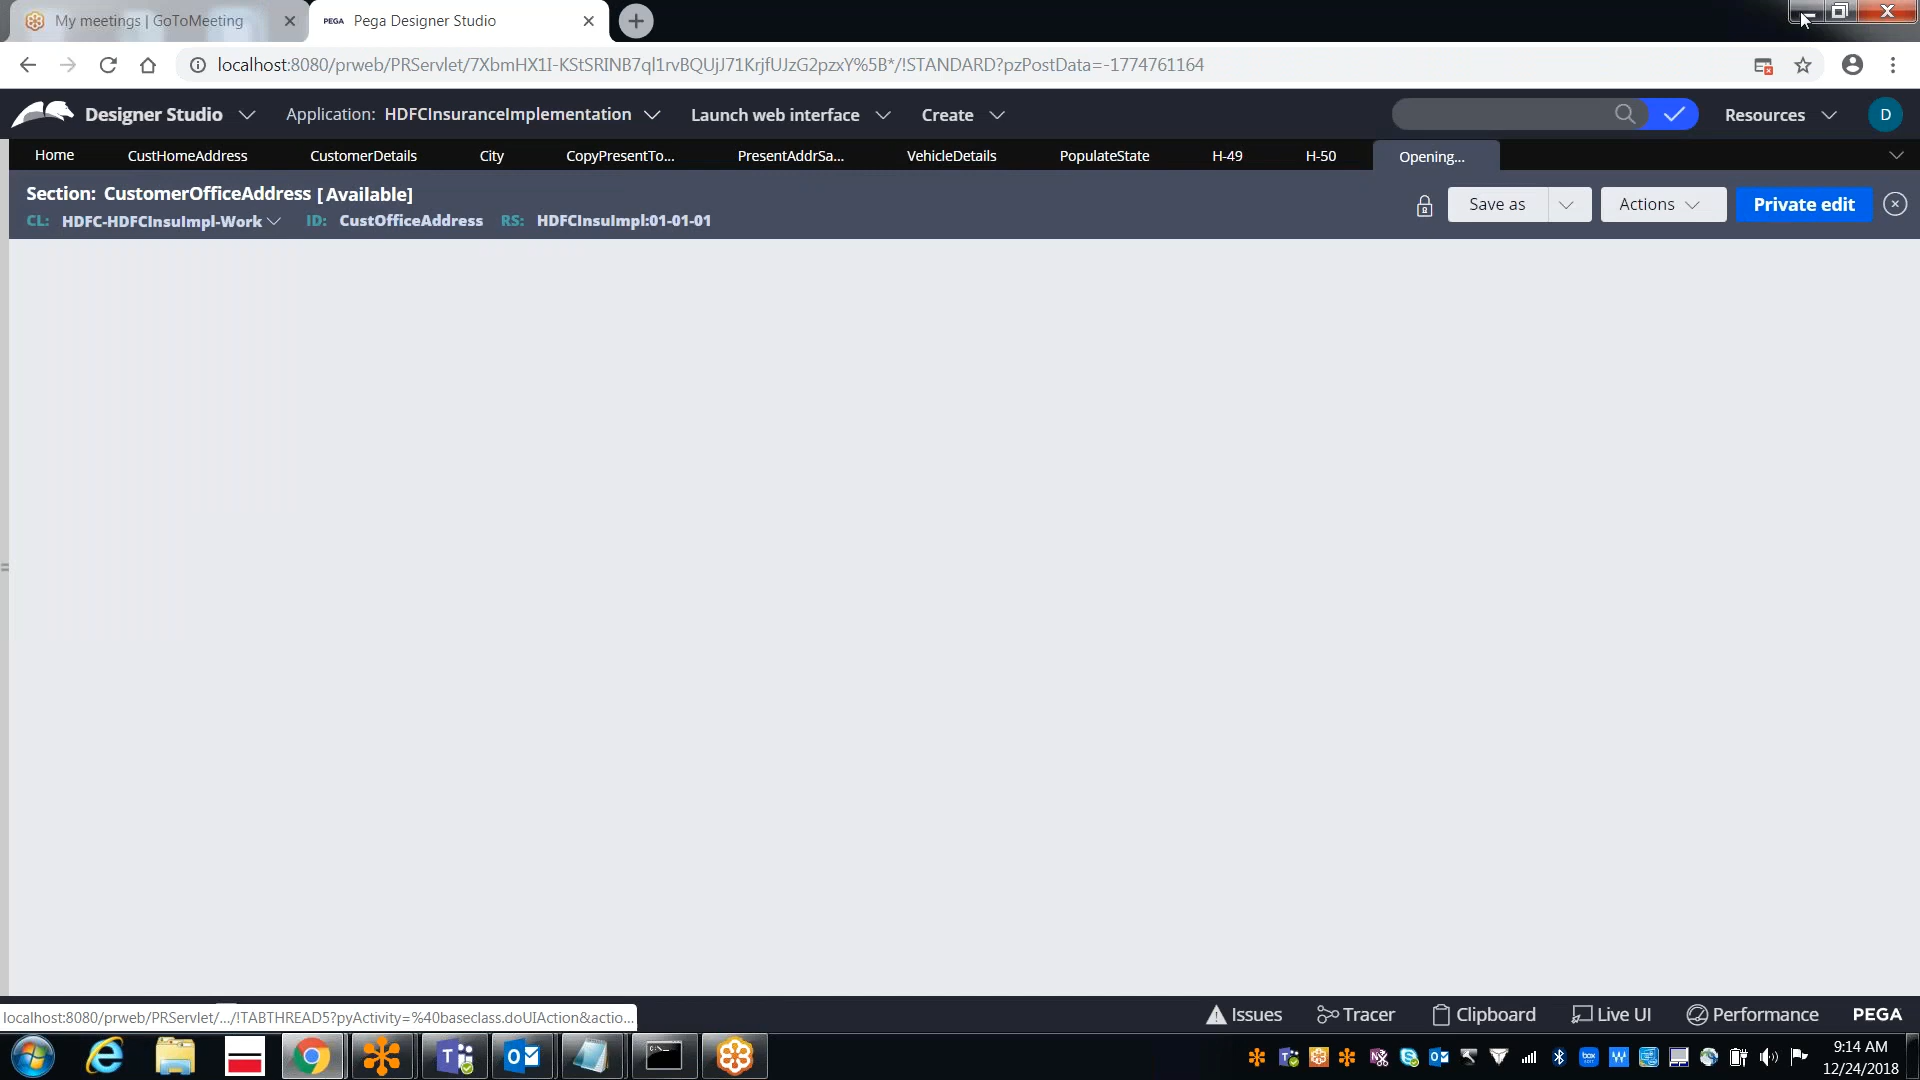 My meetings | GoToMeeting
PEGA Pega Designer Studio
localhost:8080/prweb/PRServlet/7XbmHX1I-KStSRINB7ql1rvBQUjJ71KrjfUJzG2pzxY%5B*/!STANDARD?pzPostData=-1774761164
Designer Studio Application: HDFCInsuranceImplementation Launch web interface Create Resources D
Home CustHomeAddress CustomerDetails City CopyPresentTo... PresentAddrSa... VehicleDetails PopulateState H-49 H-50 Opening...
Section: CustomerOfficeAddress [ Available]
CL: HDFC-HDFCInsuImpl-Work ID: CustOfficeAddress RS: HDFCInsuImpl:01-01-01
Save as Actions Private edit
localhost:8080/prweb/PRServlet/.../!TABTHREAD5?pyActivity=%40baseclass.doUIAction&actio...
Issues Tracer Clipboard Live UI Performance PEGA
9:14 AM
12/24/2018